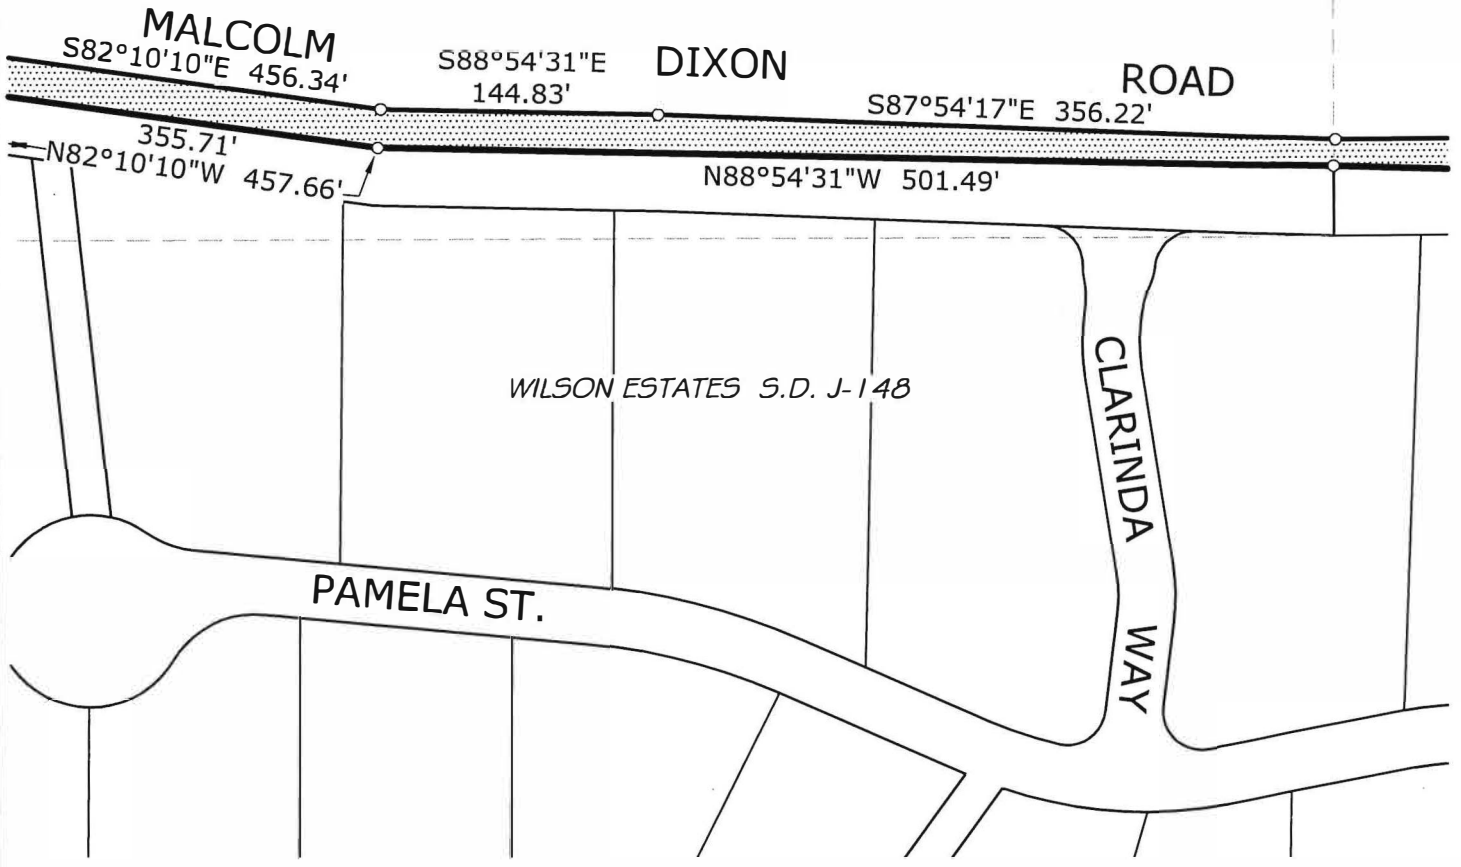 MALCOLM
S82°10'10"E 456.34'
S88°54'31"E
144.83'
DIXON
ROAD
S87°54'17"E 356.22'
355.71'
N82°10'10"W 457.66'
N88°54'31"W 501.49'
WILSON ESTATES S.D. J-148
CLARINDA
WAY
PAMELA ST.